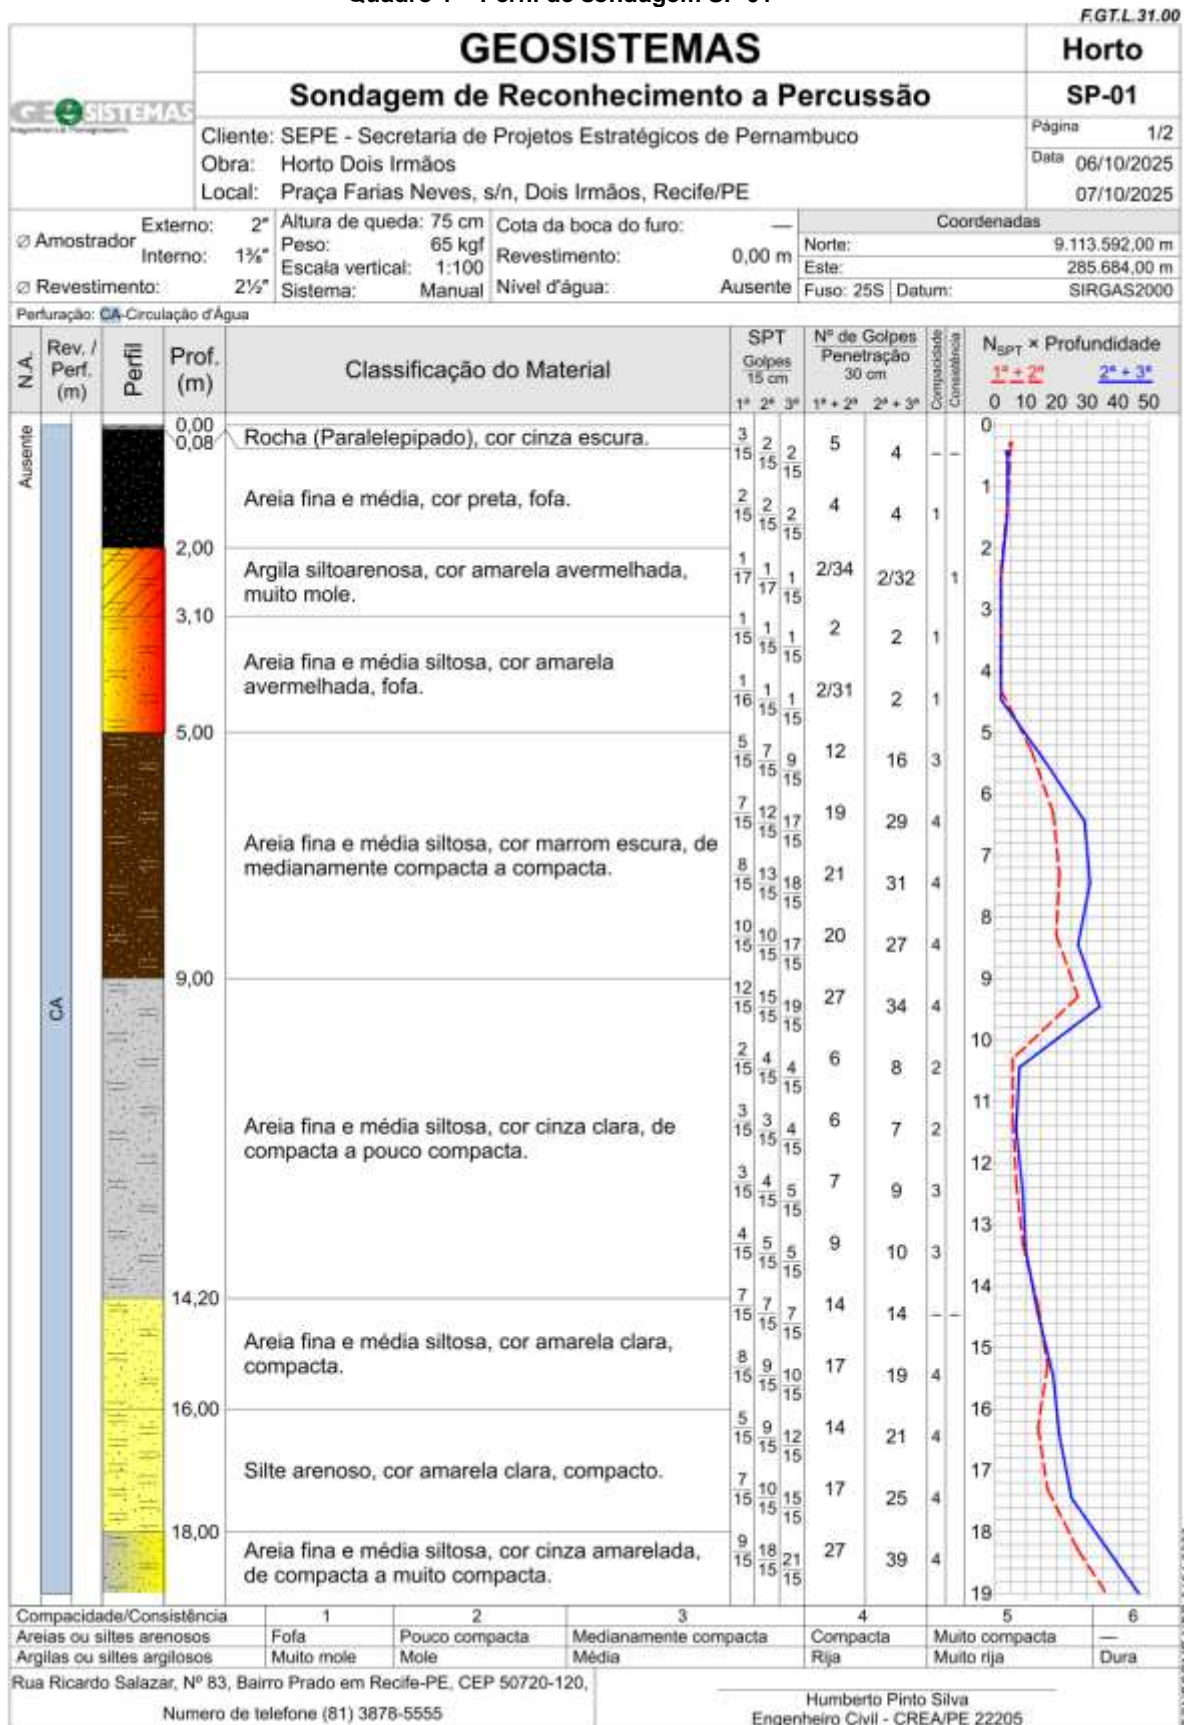 F.GT.L.31.00
GEOSISTEMAS
Horto
GEOSISTEMAS
Sondagem de Reconhecimento a Percussão
SP-01
Cliente: SEPE - Secretaria de Projetos Estratégicos de Pernambuco
Obra: Horto Dois Irmãos
Local: Praça Farias Neves, s/n, Dois Irmãos, Recife/PE
Página 1/2
Data 06/10/2025
07/10/2025
Ø Amostrador Externo: 2"
Interno: 1⅜"
Ø Revestimento: 2½"
Altura de queda: 75 cm
Peso: 65 kgf
Escala vertical: 1:100
Sistema: Manual
Cota da boca do furo: —
Revestimento: 0,00 m
Nível d'água: Ausente
Coordenadas
Norte: 9.113.592,00 m
Este: 285.684,00 m
Fuso: 25S Datum: SIRGAS2000
Perfuração: CA-Circulação d'Água
N.A.
Rev. / Perf. (m)
Perfil
Prof. (m)
Classificação do Material
SPT
Golpes
15 cm
1ª 2ª 3ª
Nº de Golpes
Penetração
30 cm
1ª + 2ª 2ª + 3ª
Compacidade
Consistência
N_SPT × Profundidade
1ª + 2ª 2ª + 3ª
0 10 20 30 40 50
Ausente
CA
0,00
0,08 Rocha (Paralelepipado), cor cinza escura.
3/15 2/15 2/15 5 4 – –
Areia fina e média, cor preta, fofa.
2/15 2/15 2/15 4 4 1
2,00
Argila siltoarenosa, cor amarela avermelhada,
muito mole.
1/17 1/17 1/15 2/34 2/32 1
3,10
1/15 1/15 1/15 2 2 1
Areia fina e média siltosa, cor amarela
avermelhada, fofa.
1/16 1/15 1/15 2/31 2 1
5,00
5/15 7/15 9/15 12 16 3
7/15 12/15 17/15 19 29 4
Areia fina e média siltosa, cor marrom escura, de
medianamente compacta a compacta.
8/15 13/15 18/15 21 31 4
10/15 10/15 17/15 20 27 4
9,00
12/15 15/15 19/15 27 34 4
2/15 4/15 4/15 6 8 2
Areia fina e média siltosa, cor cinza clara, de
compacta a pouco compacta.
3/15 3/15 4/15 6 7 2
3/15 4/15 5/15 7 9 3
4/15 5/15 5/15 9 10 3
14,20
7/15 7/15 7/15 14 14 – –
Areia fina e média siltosa, cor amarela clara,
compacta.
8/15 9/15 10/15 17 19 4
16,00
5/15 9/15 12/15 14 21 4
Silte arenoso, cor amarela clara, compacto.
7/15 10/15 15/15 17 25 4
18,00
Areia fina e média siltosa, cor cinza amarelada,
de compacta a muito compacta.
9/15 18/15 21/15 27 39 4
0
1
2
3
4
5
6
7
8
9
10
11
12
13
14
15
16
17
18
19
Compacidade/Consistência 1 2 3 4 5 6
Areias ou siltes arenosos Fofa Pouco compacta Medianamente compacta Compacta Muito compacta —
Argilas ou siltes argilosos Muito mole Mole Média Rija Muito rija Dura
Rua Ricardo Salazar, Nº 83, Bairro Prado em Recife-PE, CEP 50720-120,
Numero de telefone (81) 3878-5555
Humberto Pinto Silva
Engenheiro Civil - CREA/PE 22205